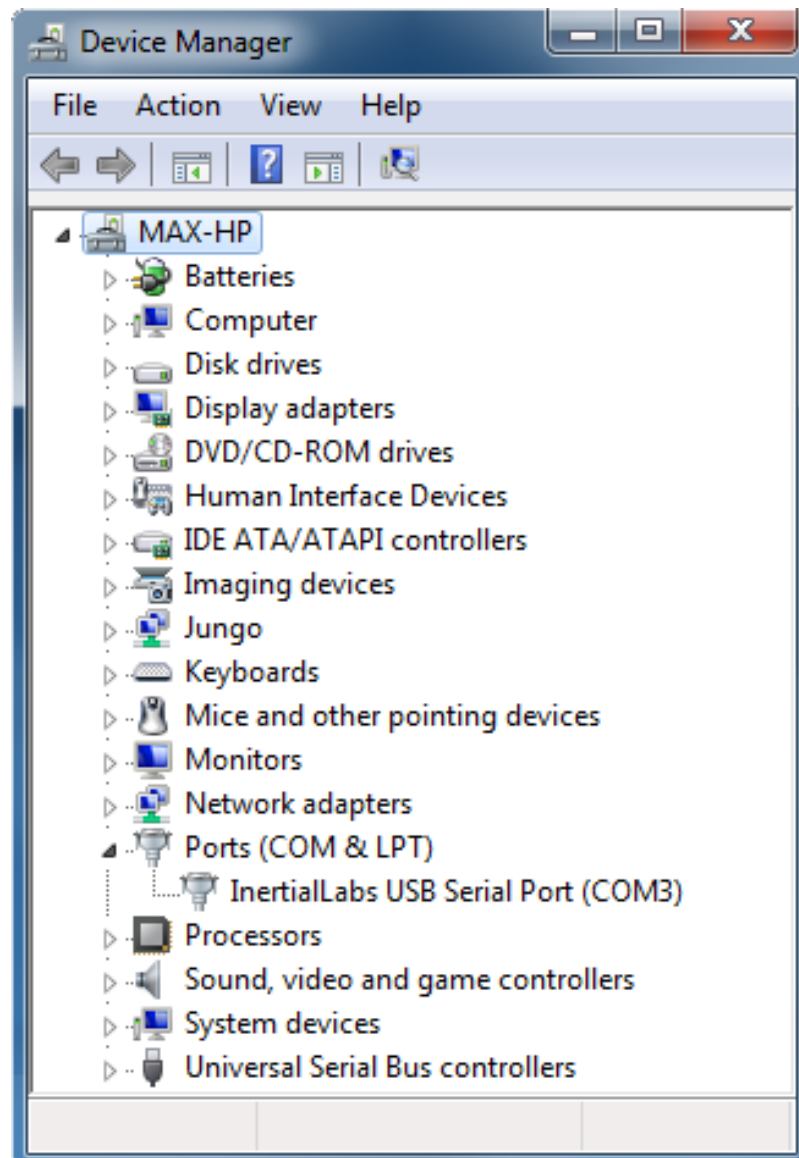 Device Manager
File Action View Help
MAX-HP
Batteries
Computer
Disk drives
Display adapters
DVD/CD-ROM drives
Human Interface Devices
IDE ATA/ATAPI controllers
Imaging devices
Jungo
Keyboards
Mice and other pointing devices
Monitors
Network adapters
Ports (COM & LPT)
InertialLabs USB Serial Port (COM3)
Processors
Sound, video and game controllers
System devices
Universal Serial Bus controllers